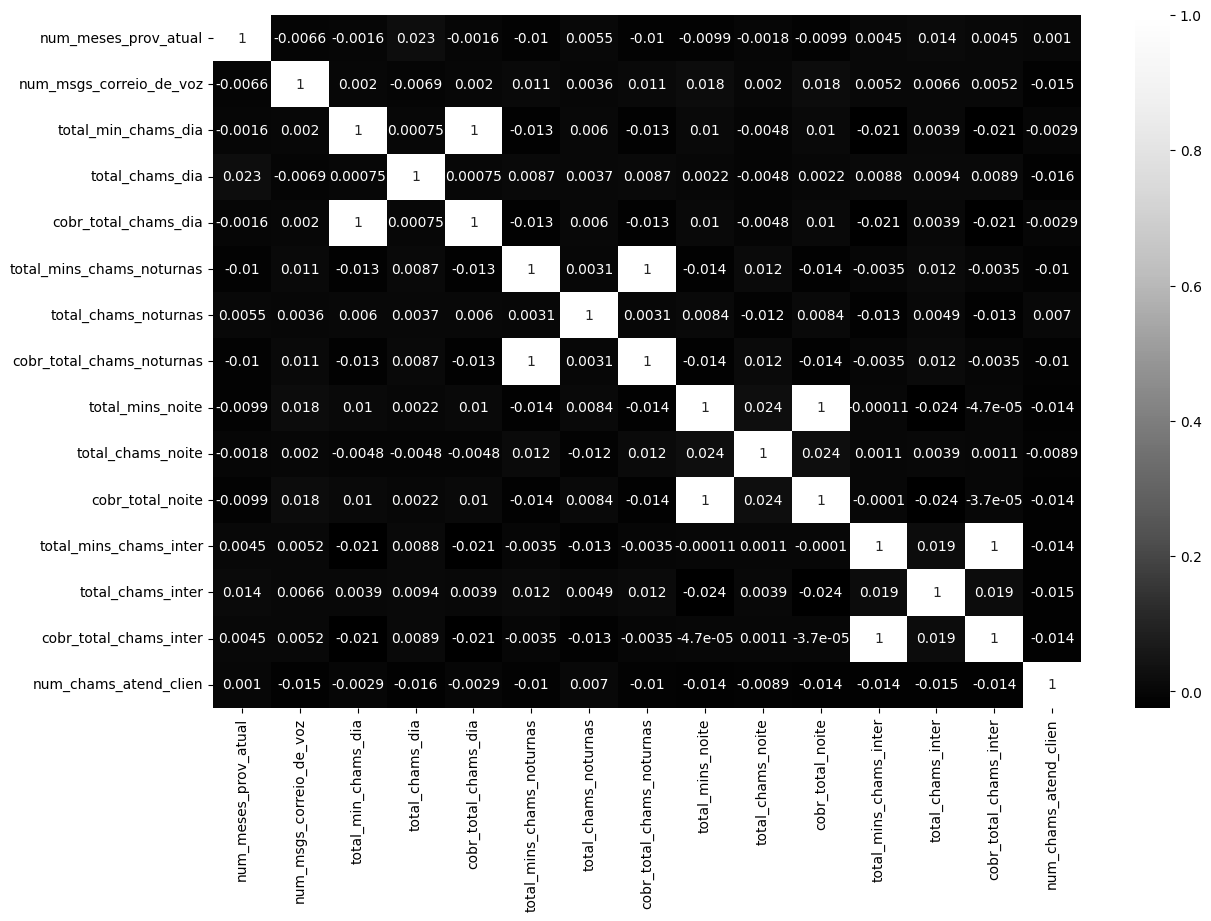 num_meses_prov_atual 1 -0.0066 -0.0016 0.023 -0.0016 -0.01 0.0055 -0.01 -0.0099 -0.0018 -0.0099 0.0045 0.014 0.0045 0.001
num_msgs_correio_de_voz -0.0066 1 0.002 -0.0069 0.002 0.011 0.0036 0.011 0.018 0.002 0.018 0.0052 0.0066 0.0052 -0.015
total_min_chams_dia -0.0016 0.002 1 0.00075 1 -0.013 0.006 -0.013 0.01 -0.0048 0.01 -0.021 0.0039 -0.021 -0.0029
total_chams_dia 0.023 -0.0069 0.00075 1 0.00075 0.0087 0.0037 0.0087 0.0022 -0.0048 0.0022 0.0088 0.0094 0.0089 -0.016
cobr_total_chams_dia -0.0016 0.002 1 0.00075 1 -0.013 0.006 -0.013 0.01 -0.0048 0.01 -0.021 0.0039 -0.021 -0.0029
total_mins_chams_noturnas -0.01 0.011 -0.013 0.0087 -0.013 1 0.0031 1 -0.014 0.012 -0.014 -0.0035 0.012 -0.0035 -0.01
total_chams_noturnas 0.0055 0.0036 0.006 0.0037 0.006 0.0031 1 0.0031 0.0084 -0.012 0.0084 -0.013 0.0049 -0.013 0.007
cobr_total_chams_noturnas -0.01 0.011 -0.013 0.0087 -0.013 1 0.0031 1 -0.014 0.012 -0.014 -0.0035 0.012 -0.0035 -0.01
total_mins_noite -0.0099 0.018 0.01 0.0022 0.01 -0.014 0.0084 -0.014 1 0.024 1 -0.00011 -0.024 -4.7e-05 -0.014
total_chams_noite -0.0018 0.002 -0.0048 -0.0048 -0.0048 0.012 -0.012 0.012 0.024 1 0.024 0.0011 0.0039 0.0011 -0.0089
cobr_total_noite -0.0099 0.018 0.01 0.0022 0.01 -0.014 0.0084 -0.014 1 0.024 1 -0.0001 -0.024 -3.7e-05 -0.014
total_mins_chams_inter 0.0045 0.0052 -0.021 0.0088 -0.021 -0.0035 -0.013 -0.0035 -0.00011 0.0011 -0.0001 1 0.019 1 -0.014
total_chams_inter 0.014 0.0066 0.0039 0.0094 0.0039 0.012 0.0049 0.012 -0.024 0.0039 -0.024 0.019 1 0.019 -0.015
cobr_total_chams_inter 0.0045 0.0052 -0.021 0.0089 -0.021 -0.0035 -0.013 -0.0035 -4.7e-05 0.0011 -3.7e-05 1 0.019 1 -0.014
num_chams_atend_clien 0.001 -0.015 -0.0029 -0.016 -0.0029 -0.01 0.007 -0.01 -0.014 -0.0089 -0.014 -0.014 -0.015 -0.014 1
num_meses_prov_atual
num_msgs_correio_de_voz
total_min_chams_dia
total_chams_dia
cobr_total_chams_dia
total_mins_chams_noturnas
total_chams_noturnas
cobr_total_chams_noturnas
total_mins_noite
total_chams_noite
cobr_total_noite
total_mins_chams_inter
total_chams_inter
cobr_total_chams_inter
num_chams_atend_clien
1.0
0.8
0.6
0.4
0.2
0.0